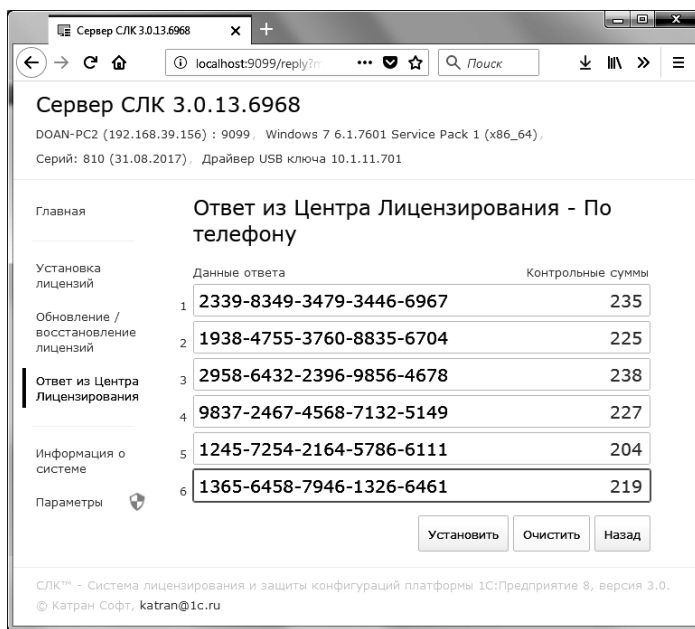 Сервер СЛК 3.0.13.6968
localhost:9099/reply?
Поиск
Сервер СЛК 3.0.13.6968
DOAN-PC2 (192.168.39.156) : 9099, Windows 7 6.1.7601 Service Pack 1 (x86_64),
Серий: 810 (31.08.2017), Драйвер USB ключа 10.1.11.701
Главная
Установка
лицензий
Обновление /
восстановление
лицензий
Ответ из Центра
Лицензирования
Информация о
системе
Параметры
Ответ из Центра Лицензирования - По
телефону
Данные ответа Контрольные суммы
1 2339-8349-3479-3446-6967 235
2 1938-4755-3760-8835-6704 225
3 2958-6432-2396-9856-4678 238
4 9837-2467-4568-7132-5149 227
5 1245-7254-2164-5786-6111 204
6 1365-6458-7946-1326-6461 219
Установить Очистить Назад
СЛК™ - Система лицензирования и защиты конфигураций платформы 1С:Предприятие 8, версия 3.0.
© Катран Софт, katran@1c.ru